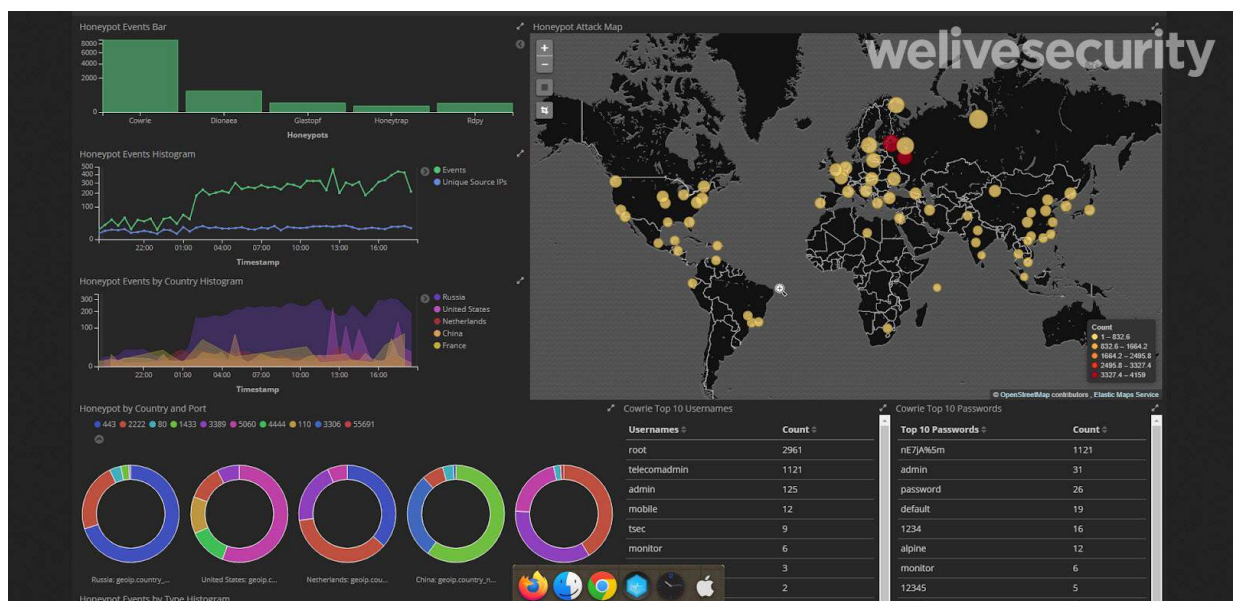 Honeypot Events Bar
8000
6000
4000
2000
0
Cowrie Dionaea Glastopf Honeytrap Rdpy
Honeypots
Honeypot Events Histogram
500
400
300
200
100
0
22:00 01:00 04:00 07:00 10:00 13:00 16:00
Timestamp
Events
Unique Source IPs
Honeypot Events by Country Histogram
300
200
100
0
22:00 01:00 04:00 07:00 10:00 13:00 16:00
Timestamp
Russia
United States
Netherlands
China
France
Honeypot Attack Map
welivesecurity
+
−
Count
1 – 832.6
832.6 – 1664.2
1664.2 – 2495.8
2495.8 – 3327.4
3327.4 – 4159
© OpenStreetMap contributors , Elastic Maps Service
Honeypot by Country and Port
443 2222 80 1433 3389 5060 4444 110 3306 55691
Russia: geoip.country_...
United States: geoip.c...
Netherlands: geoip.cou...
China: geoip.country_n...
Honeypot Events by Type Histogram
Cowrie Top 10 Usernames
Usernames Count
root 2961
telecomadmin 1121
admin 125
mobile 12
tsec 9
monitor 6
3
2
Cowrie Top 10 Passwords
Top 10 Passwords Count
nE7jA%5m 1121
admin 31
password 26
default 19
1234 16
alpine 12
monitor 6
12345 5